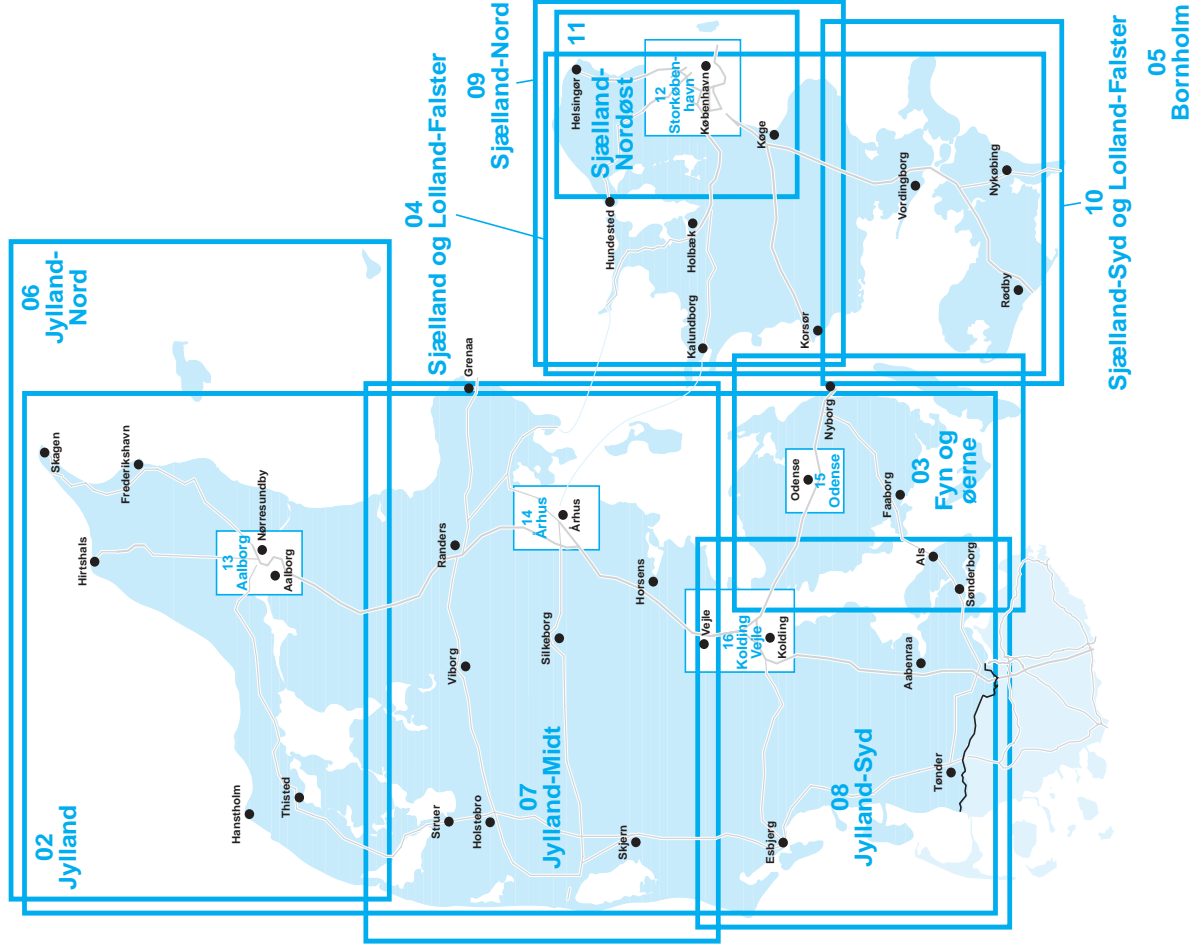 02
Jylland
06
Jylland-
Nord
Skagen
Frederikshavn
Hirtshals
Nørresundby
13
Aalborg
Aalborg
Hanstholm
Thisted
04
Sjælland og Lolland-Falster
09
Sjælland-Nord
11
Sjælland-
Nordøst
Helsingør
12
Storkøben-
havn
København
Hundested
Holbæk
Køge
Kalundborg
Korsør
Vordingborg
Nykøbing
Rødby
10
Sjælland-Syd og Lolland-Falster
05
Bornholm
Grenaa
Randers
Viborg
Struer
Holstebro
14
Århus
Århus
Silkeborg
07
Jylland-Midt
Skjern
Horsens
16
Kolding
Vejle
Vejle
Kolding
Esbjerg
08
Jylland-Syd
Aabenraa
Tønder
Sønderborg
Als
Faaborg
03
Fyn og
øerne
Odense
15
Odense
Nyborg